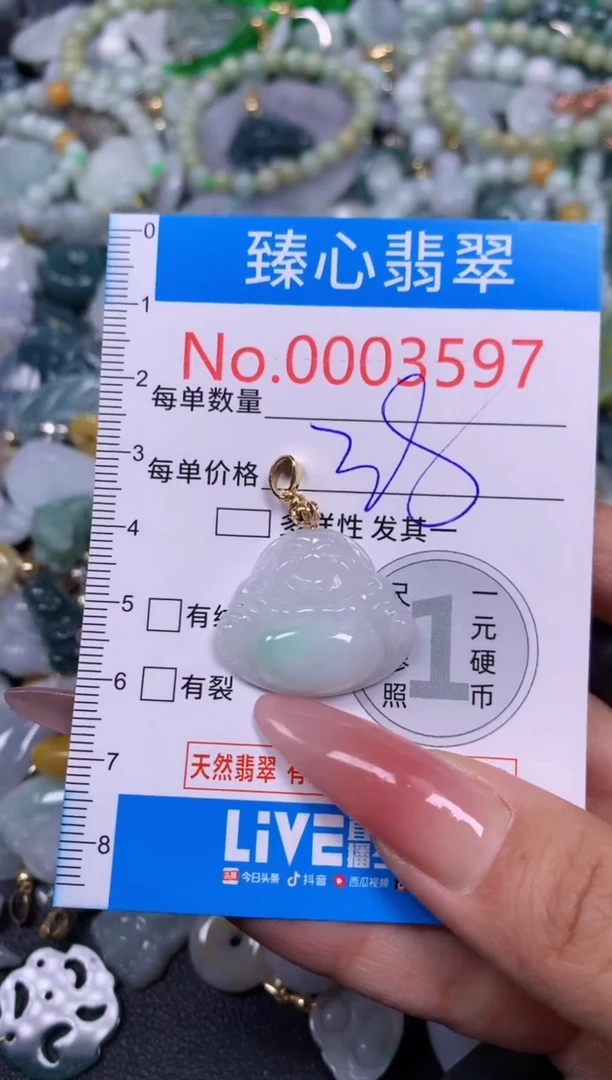 0
臻心翡翠
1
No.0003597
2
每单数量
3
38
每单价格
4
多样性 发其一
5
有
一元硬币
1
6
有裂
照
7
天然翡翠
8
LiVE
今日头条 抖音 西瓜视频